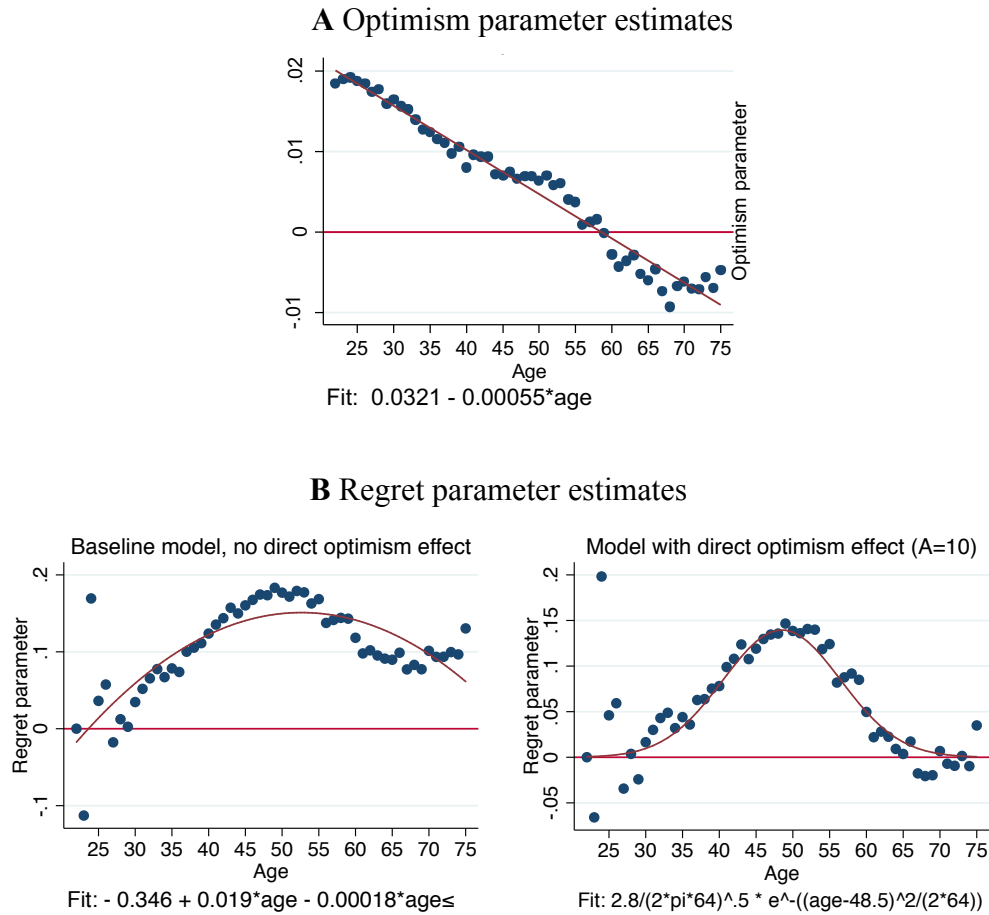 A Optimism parameter estimates
.02
.01
0
-.01
Optimism parameter
25 30 35 40 45 50 55 60 65 70 75
Age
Fit: 0.0321 - 0.00055*age
B Regret parameter estimates
Baseline model, no direct optimism effect
.2
.1
0
-.1
Regret parameter
25 30 35 40 45 50 55 60 65 70 75
Age
Fit: - 0.346 + 0.019*age - 0.00018*age≤
Model with direct optimism effect (A=10)
.2
.15
.1
.05
0
-.05
Regret parameter
25 30 35 40 45 50 55 60 65 70 75
Age
Fit: 2.8/(2*pi*64)^.5 * e^-((age-48.5)^2/(2*64))